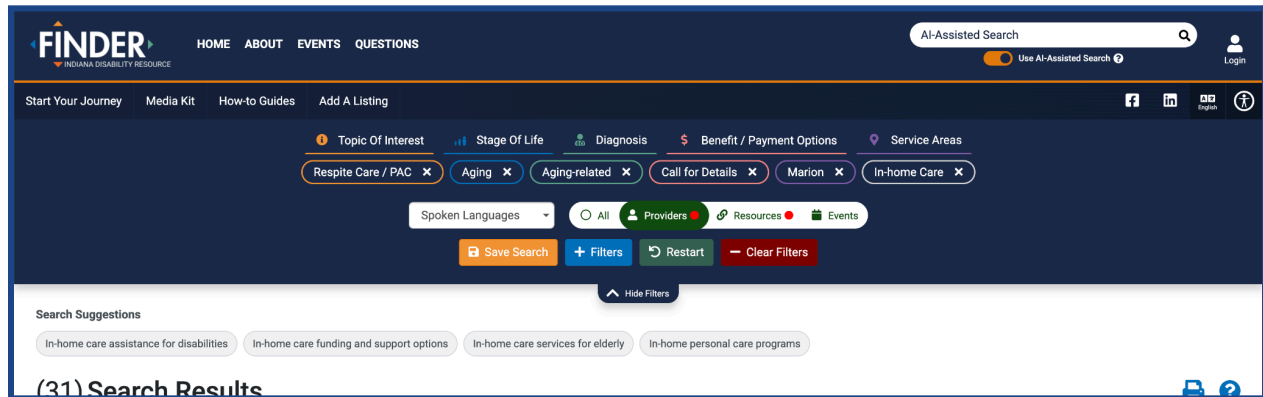 FINDER
INDIANA DISABILITY RESOURCE
HOME ABOUT EVENTS QUESTIONS
AI-Assisted Search
Use AI-Assisted Search
Login
Start Your Journey Media Kit How-to Guides Add A Listing
English
Topic Of Interest Stage Of Life Diagnosis $ Benefit / Payment Options Service Areas
Respite Care / PAC × Aging × Aging-related × Call for Details × Marion × In-home Care ×
Spoken Languages All Providers Resources Events
Save Search + Filters Restart − Clear Filters
Hide Filters
Search Suggestions
In-home care assistance for disabilities In-home care funding and support options In-home care services for elderly In-home personal care programs
(31) Search Results